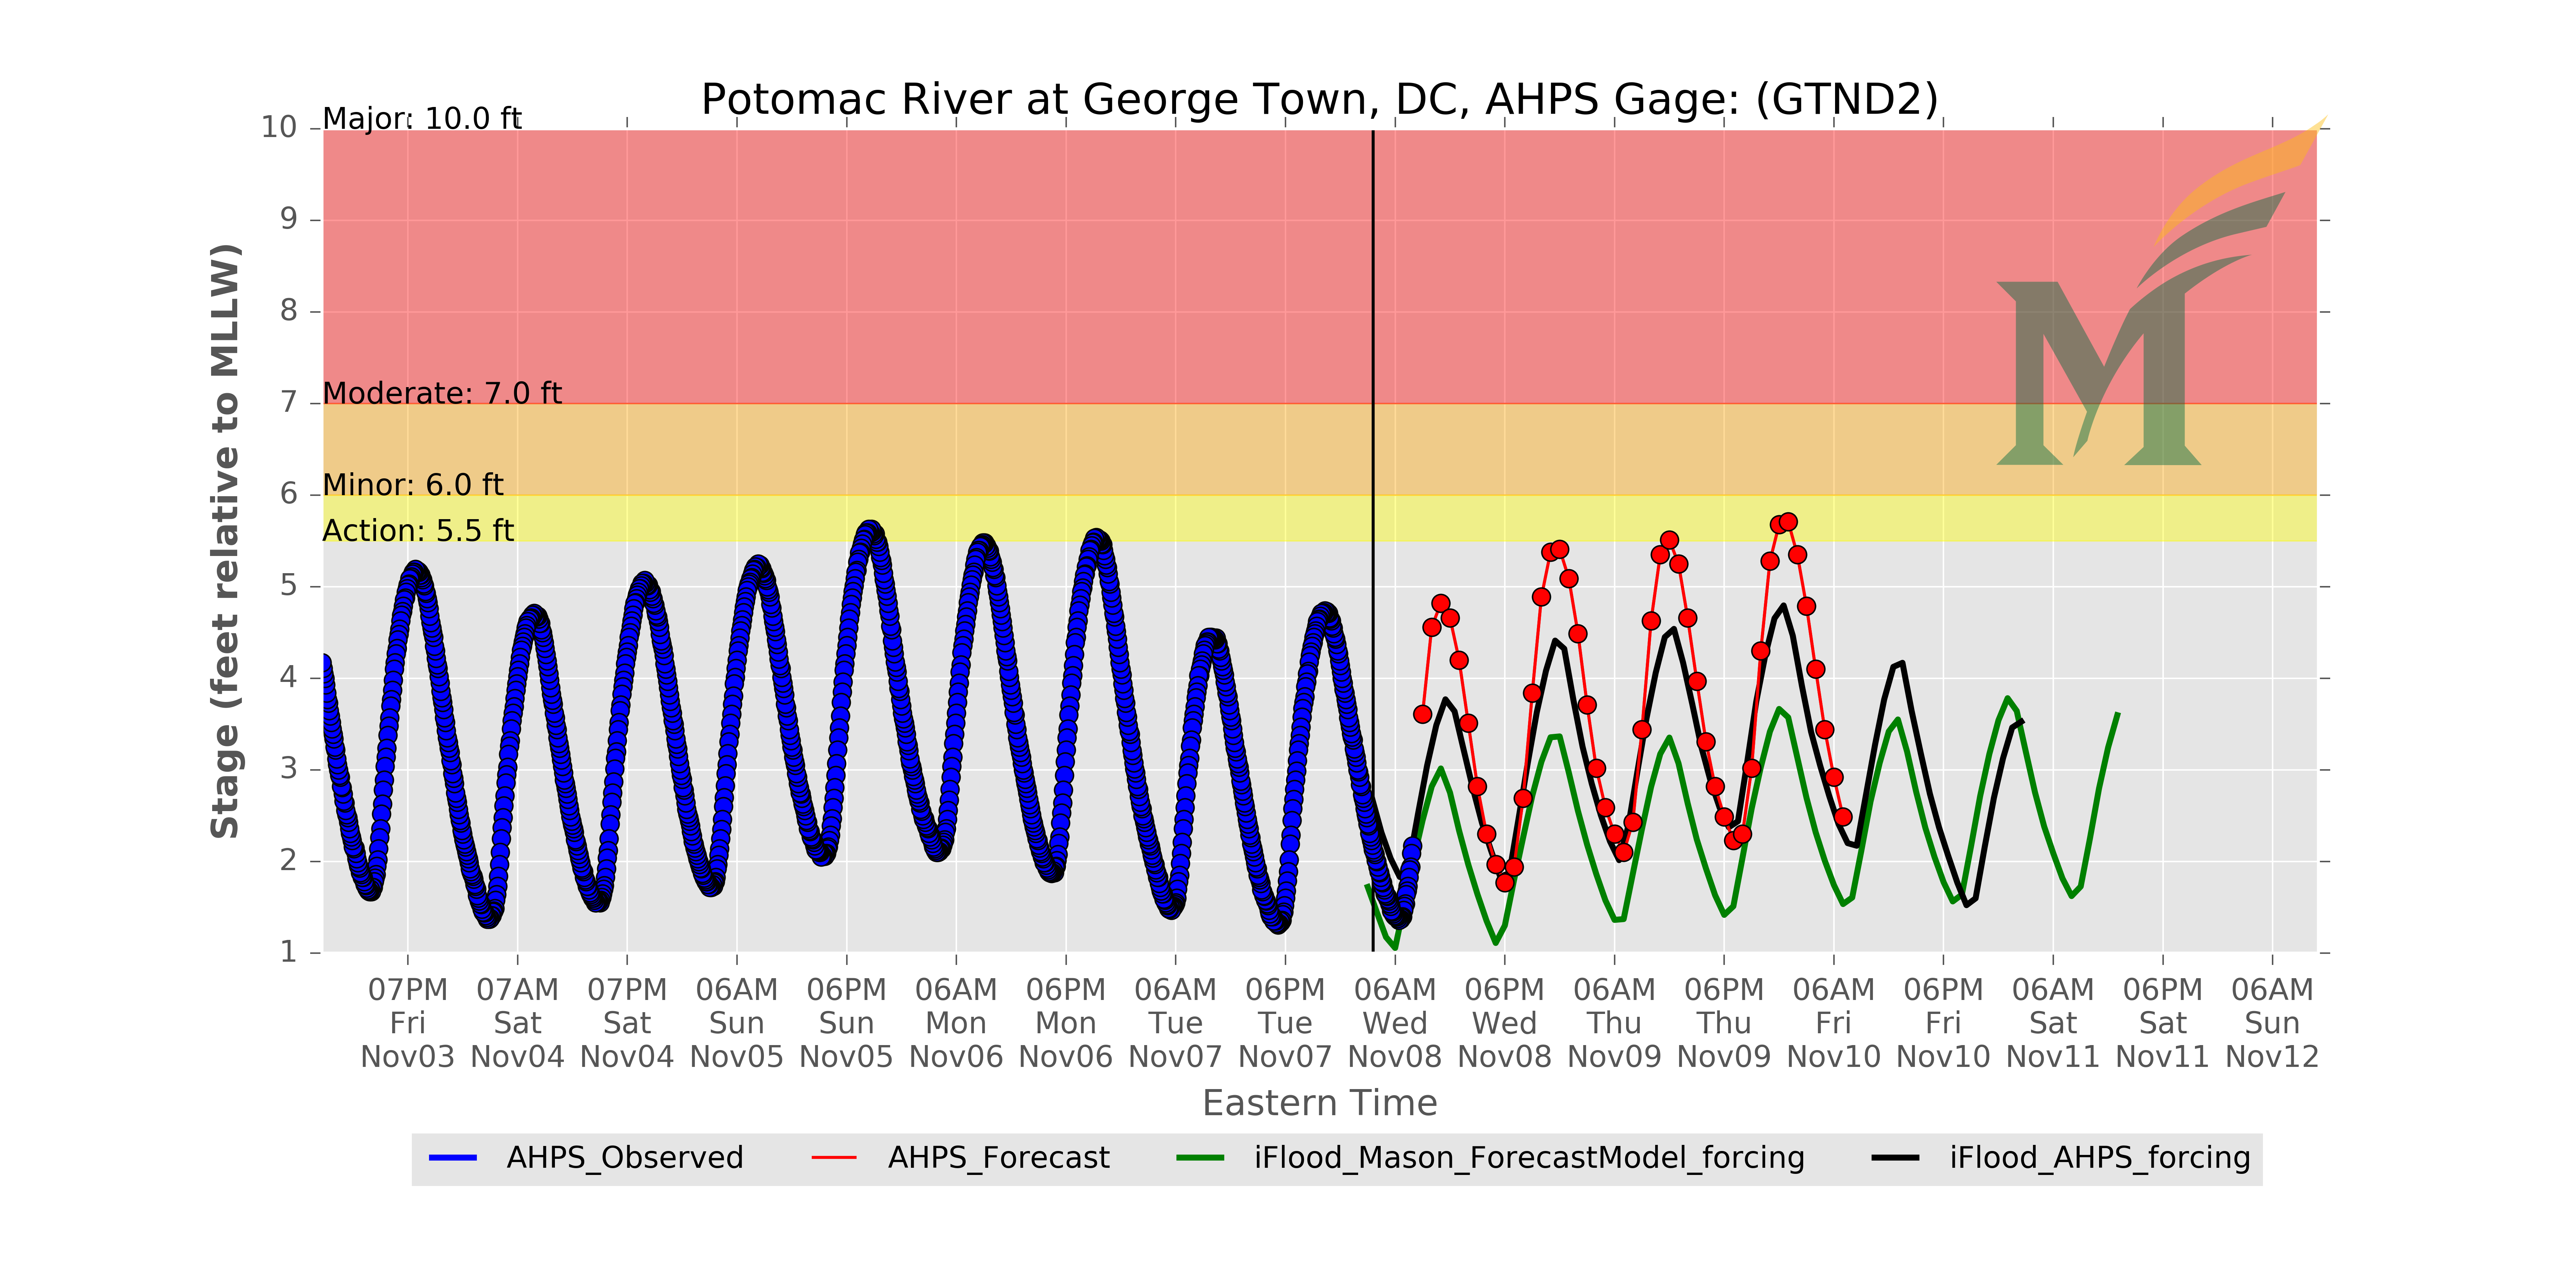 Potomac River at George Town, DC, AHPS Gage: (GTND2)
Major: 10.0 ft
Moderate: 7.0 ft
Minor: 6.0 ft
Action: 5.5 ft
Stage (feet relative to MLLW)
10
9
8
7
6
5
4
3
2
1
07PM 07AM 07PM 06AM 06PM 06AM 06PM 06AM 06PM 06AM 06PM 06AM 06PM 06AM 06PM 06AM 06PM 06AM
Fri Sat Sat Sun Sun Mon Mon Tue Tue Wed Wed Thu Thu Fri Fri Sat Sat Sun
Nov03 Nov04 Nov04 Nov05 Nov05 Nov06 Nov06 Nov07 Nov07 Nov08 Nov08 Nov09 Nov09 Nov10 Nov10 Nov11 Nov11 Nov12
Eastern Time
AHPS_Observed AHPS_Forecast iFlood_Mason_ForecastModel_forcing iFlood_AHPS_forcing
M